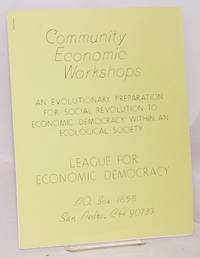 Community
Economic
Workshops
AN EVOLUTIONARY PREPARATION
FOR SOCIAL REVOLUTION TO
ECONOMIC DEMOCRACY WITHIN AN
ECOLOGICAL SOCIETY
LEAGUE FOR
ECONOMIC DEMOCRACY
P.O. Box 1858
San Pedro, CA 90733